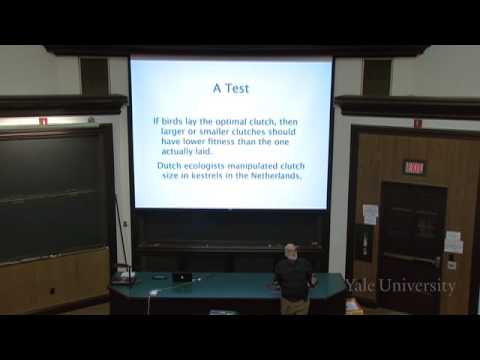 A Test
If birds lay the optimal clutch, then
larger or smaller clutches should
have lower fitness than the one
actually laid.
Dutch ecologists manipulated clutch
size in kestrels in the Netherlands.
EXIT
Yale University